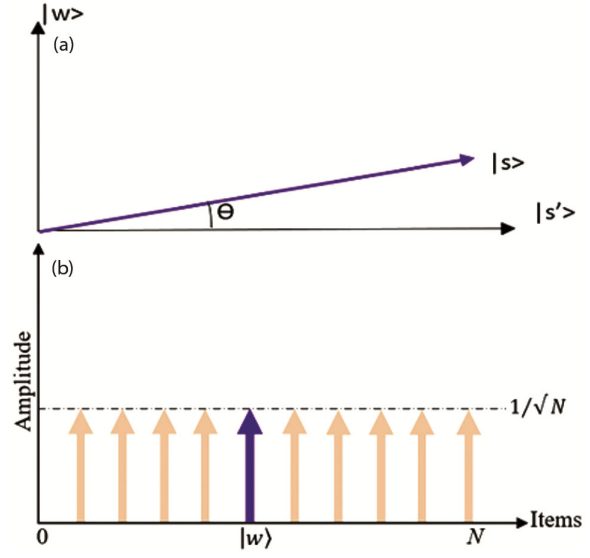 |w>
(a)
|s>
Θ
|s'>
(b)
Amplitude
1/√N
Items
0
|w⟩
N